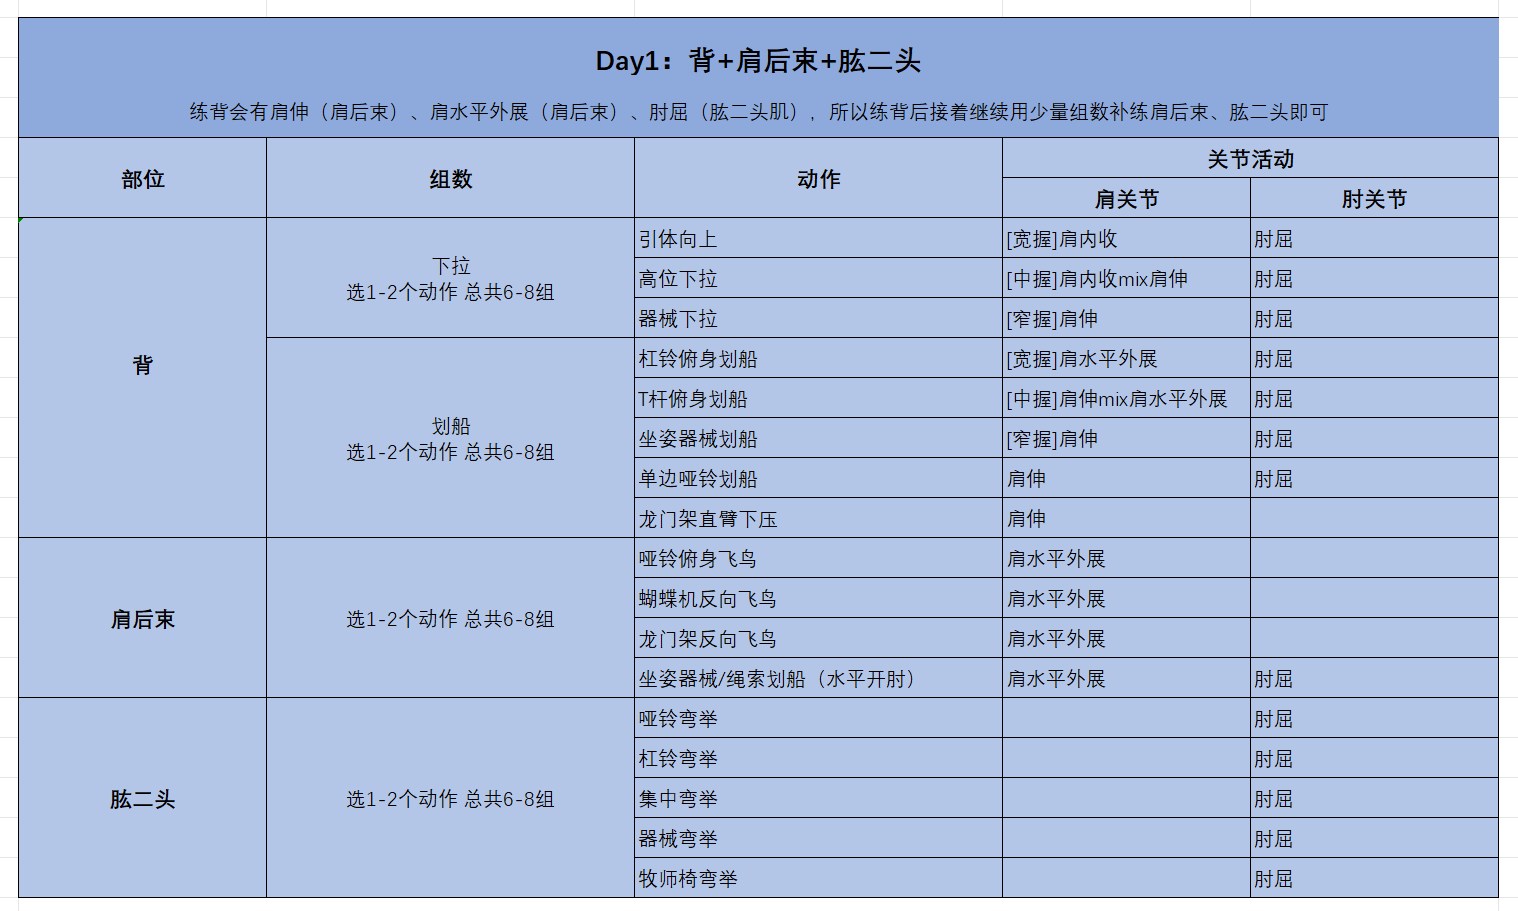 Day1：背+肩后束+肱二头
练背会有肩伸（肩后束）、肩水平外展（肩后束）、肘屈（肱二头肌），所以练背后接着继续用少量组数补练肩后束、肱二头即可
部位
组数
动作
关节活动
肩关节
肘关节
背
下拉
选1-2个动作 总共6-8组
引体向上
[宽握]肩内收
肘屈
高位下拉
[中握]肩内收mix肩伸
肘屈
器械下拉
[窄握]肩伸
肘屈
划船
选1-2个动作 总共6-8组
杠铃俯身划船
[宽握]肩水平外展
肘屈
T杆俯身划船
[中握]肩伸mix肩水平外展
肘屈
坐姿器械划船
[窄握]肩伸
肘屈
单边哑铃划船
肩伸
肘屈
龙门架直臂下压
肩伸
肩后束
选1-2个动作 总共6-8组
哑铃俯身飞鸟
肩水平外展
蝴蝶机反向飞鸟
肩水平外展
龙门架反向飞鸟
肩水平外展
坐姿器械/绳索划船（水平开肘）
肩水平外展
肘屈
肱二头
选1-2个动作 总共6-8组
哑铃弯举
肘屈
杠铃弯举
肘屈
集中弯举
肘屈
器械弯举
肘屈
牧师椅弯举
肘屈